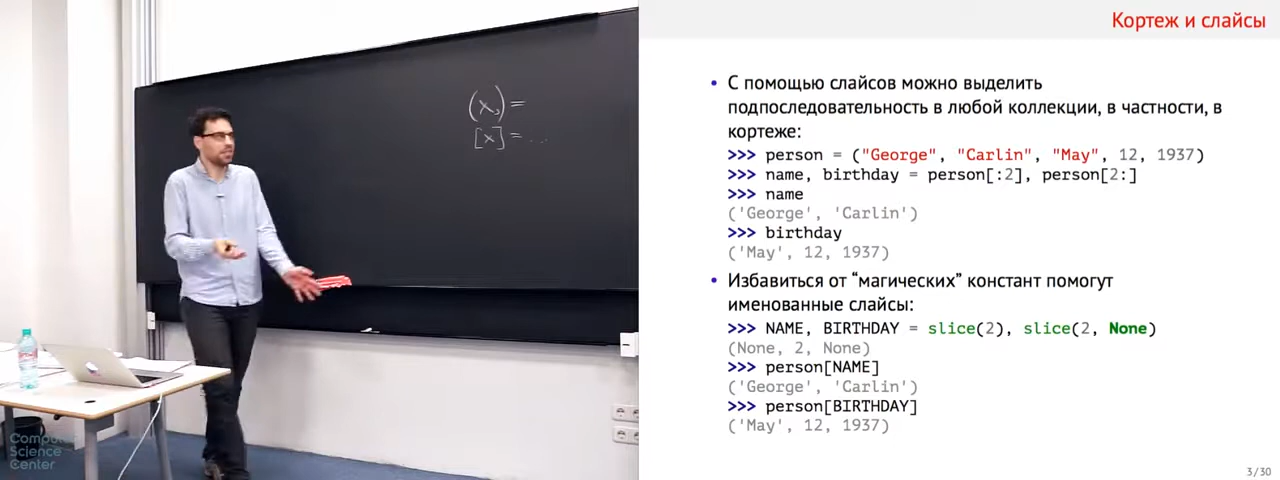 (x,) =
[x] = ...
Computer
Science
Center
Кортеж и слайсы
• С помощью слайсов можно выделить
подпоследовательность в любой коллекции, в частности, в
кортеже:
>>> person = ("George", "Carlin", "May", 12, 1937)
>>> name, birthday = person[:2], person[2:]
>>> name
('George', 'Carlin')
>>> birthday
('May', 12, 1937)
• Избавиться от “магических” констант помогут
именованные слайсы:
>>> NAME, BIRTHDAY = slice(2), slice(2, None)
(None, 2, None)
>>> person[NAME]
('George', 'Carlin')
>>> person[BIRTHDAY]
('May', 12, 1937)
3/30